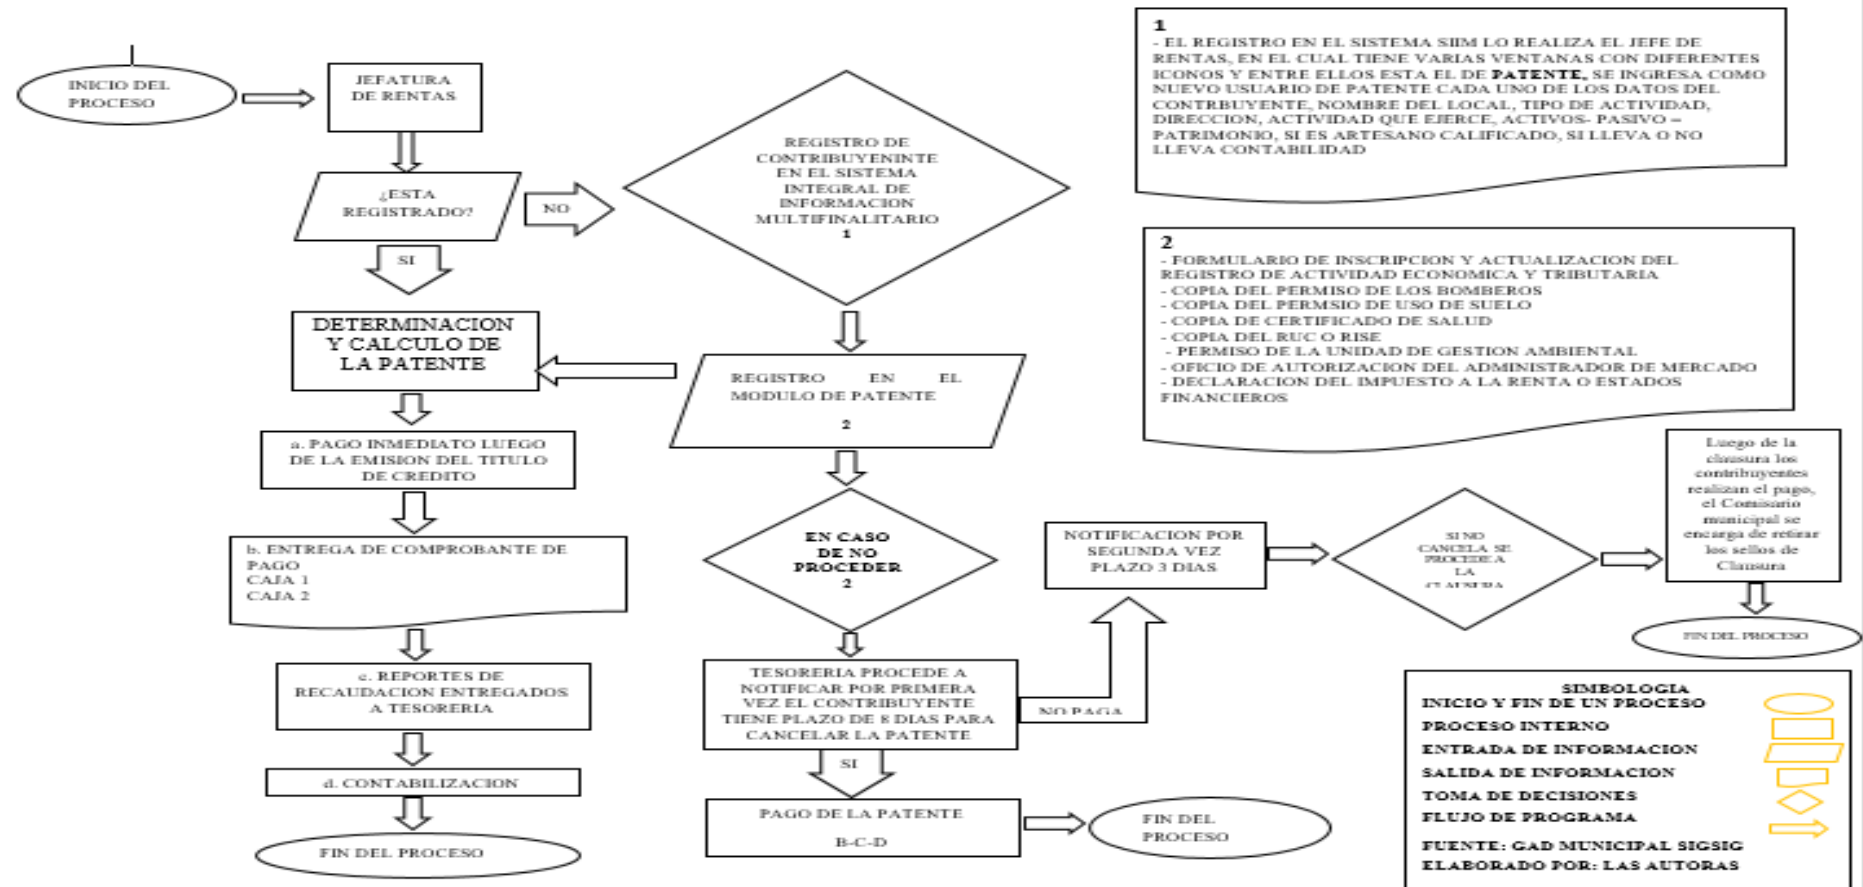 INICIO DEL
PROCESO
JEFATURA
DE RENTAS
¿ESTA
REGISTRADO?
NO
SI
REGISTRO DE
CONTRIBUYENINTE
EN EL SISTEMA
INTEGRAL DE
INFORMACION
MULTIFINALITARIO
1
DETERMINACION
Y CALCULO DE
LA PATENTE
REGISTRO EN EL
MODULO DE PATENTE
2
a. PAGO INMEDIATO LUEGO
DE LA EMISION DEL TITULO
DE CREDITO
b. ENTREGA DE COMPROBANTE DE
PAGO
CAJA 1
CAJA 2
c. REPORTES DE
RECAUDACION ENTREGADOS
A TESORERIA
d. CONTABILIZACION
FIN DEL PROCESO
EN CASO
DE NO
PROCEDER
2
TESORERIA PROCEDE A
NOTIFICAR POR PRIMERA
VEZ EL CONTRIBUYENTE
TIENE PLAZO DE 8 DIAS PARA
CANCELAR LA PATENTE
NO PAGA
SI
PAGO DE LA PATENTE
B-C-D
FIN DEL
PROCESO
NOTIFICACION POR
SEGUNDA VEZ
PLAZO 3 DIAS
SI NO
CANCELA SE
PROCEDE A
LA
CLAUSURA
Luego de la
clausura los
contribuyentes
realizan el pago,
el Comisario
municipal se
encarga de retirar
los sellos de
Clausura
FIN DEL PROCESO
1
- EL REGISTRO EN EL SISTEMA SIIM LO REALIZA EL JEFE DE
RENTAS, EN EL CUAL TIENE VARIAS VENTANAS CON DIFERENTES
ICONOS Y ENTRE ELLOS ESTA EL DE PATENTE, SE INGRESA COMO
NUEVO USUARIO DE PATENTE CADA UNO DE LOS DATOS DEL
CONTRBUYENTE, NOMBRE DEL LOCAL, TIPO DE ACTIVIDAD,
DIRECCION, ACTIVIDAD QUE EJERCE, ACTIVOS- PASIVO =
PATRIMONIO, SI ES ARTESANO CALIFICADO, SI LLEVA O NO
LLEVA CONTABILIDAD
2
- FORMULARIO DE INSCRIPCION Y ACTUALIZACION DEL
REGISTRO DE ACTIVIDAD ECONOMICA Y TRIBUTARIA
- COPIA DEL PERMISO DE LOS BOMBEROS
- COPIA DEL PERMSIO DE USO DE SUELO
- COPIA DE CERTIFICADO DE SALUD
- COPIA DEL RUC O RISE
- PERMISO DE LA UNIDAD DE GESTION AMBIENTAL
- OFICIO DE AUTORIZACION DEL ADMINISTRADOR DE MERCADO
- DECLARACION DEL IMPUESTO A LA RENTA O ESTADOS
FINANCIEROS
SIMBOLOGIA
INICIO Y FIN DE UN PROCESO
PROCESO INTERNO
ENTRADA DE INFORMACION
SALIDA DE INFORMACION
TOMA DE DECISIONES
FLUJO DE PROGRAMA
FUENTE: GAD MUNICIPAL SIGSIG
ELABORADO POR: LAS AUTORAS